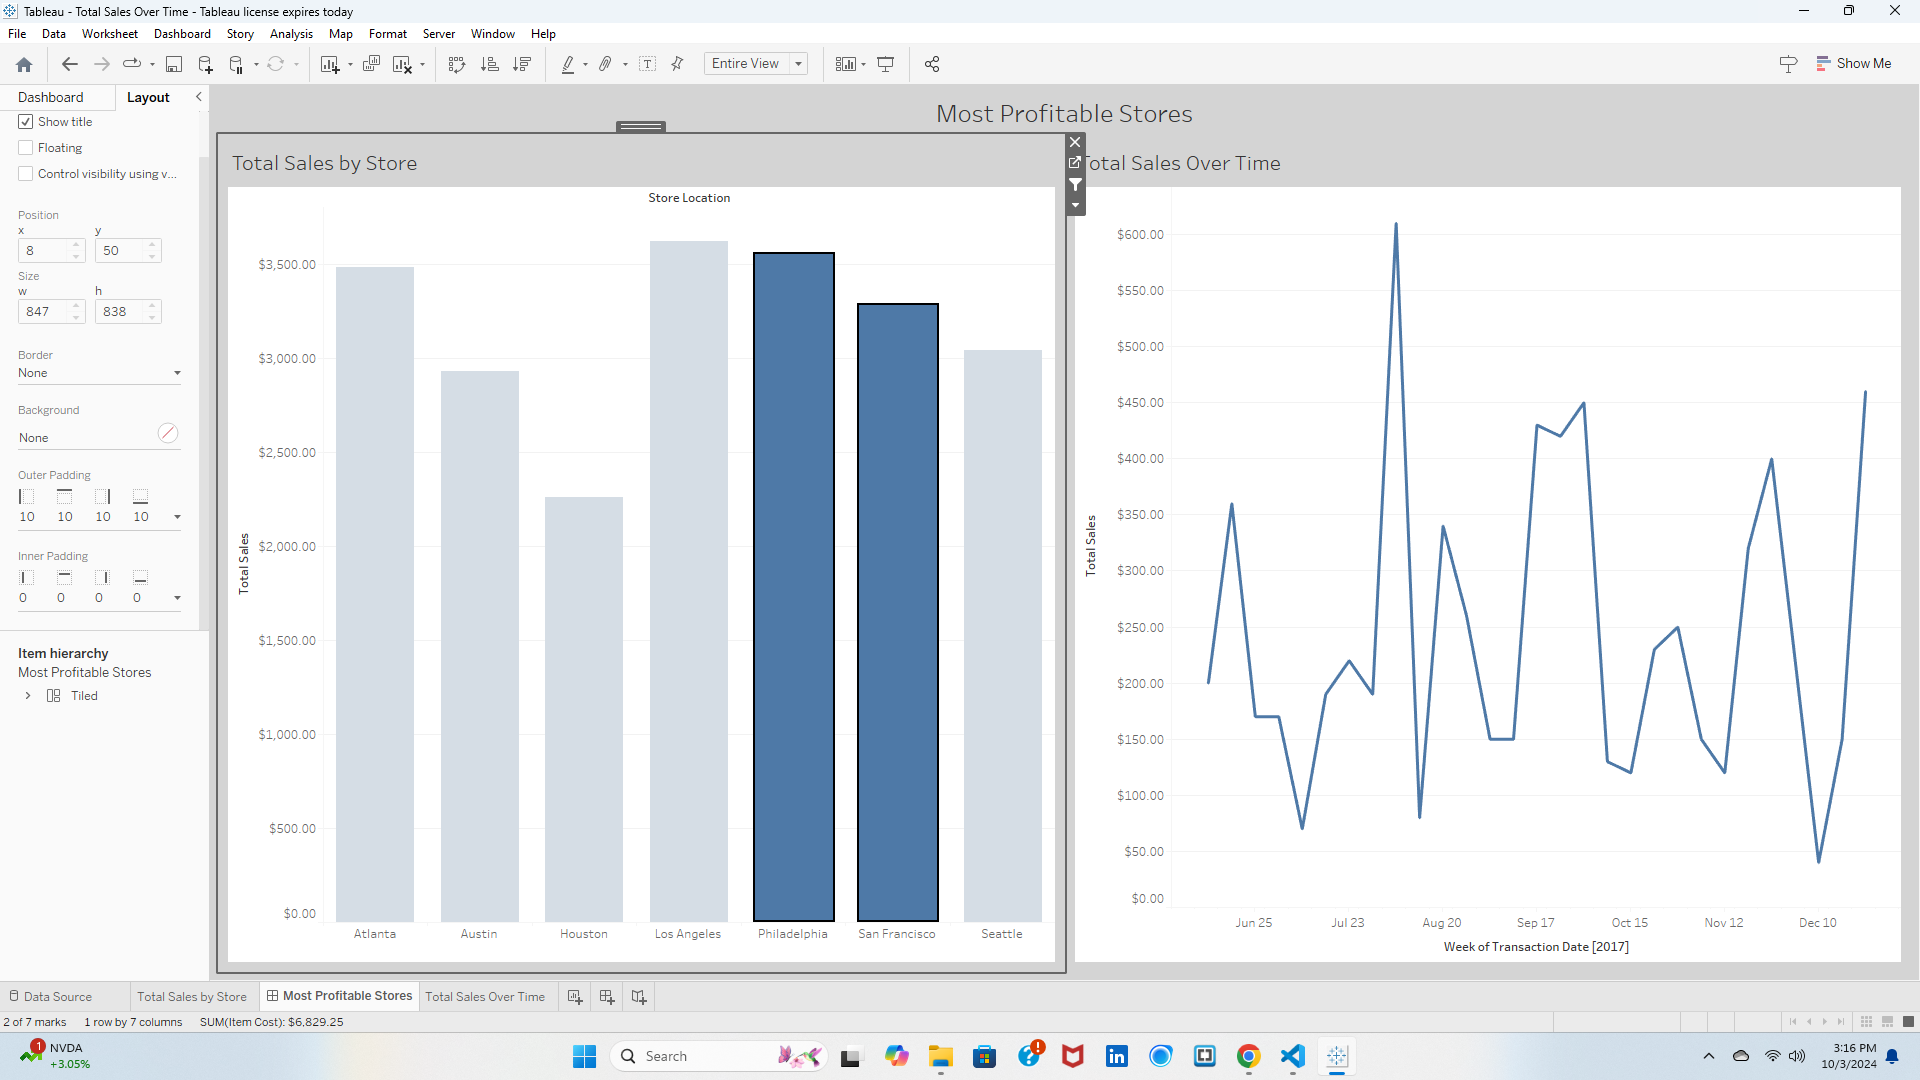 Tableau - Total Sales Over Time - Tableau license expires today
File Data Worksheet Dashboard Story Analysis Map Format Server Window Help
Entire View
Show Me
Dashboard Layout
Show title
Floating
Control visibility using v...
Position
x y
8 50
Size
w h
847 838
Border
None
Background
None
Outer Padding
10 10 10 10
Inner Padding
0 0 0 0
Item hierarchy
Most Profitable Stores
Tiled
Most Profitable Stores
Total Sales by Store
Store Location
Total Sales
$3,500.00
$3,000.00
$2,500.00
$2,000.00
$1,500.00
$1,000.00
$500.00
$0.00
Atlanta Austin Houston Los Angeles Philadelphia San Francisco Seattle
Total Sales Over Time
Total Sales
$600.00
$550.00
$500.00
$450.00
$400.00
$350.00
$300.00
$250.00
$200.00
$150.00
$100.00
$50.00
$0.00
Jun 25 Jul 23 Aug 20 Sep 17 Oct 15 Nov 12 Dec 10
Week of Transaction Date [2017]
Data Source Total Sales by Store Most Profitable Stores Total Sales Over Time
2 of 7 marks 1 row by 7 columns SUM(Item Cost): $6,829.25
1
NVDA
+3.05%
Search
3:16 PM
10/3/2024